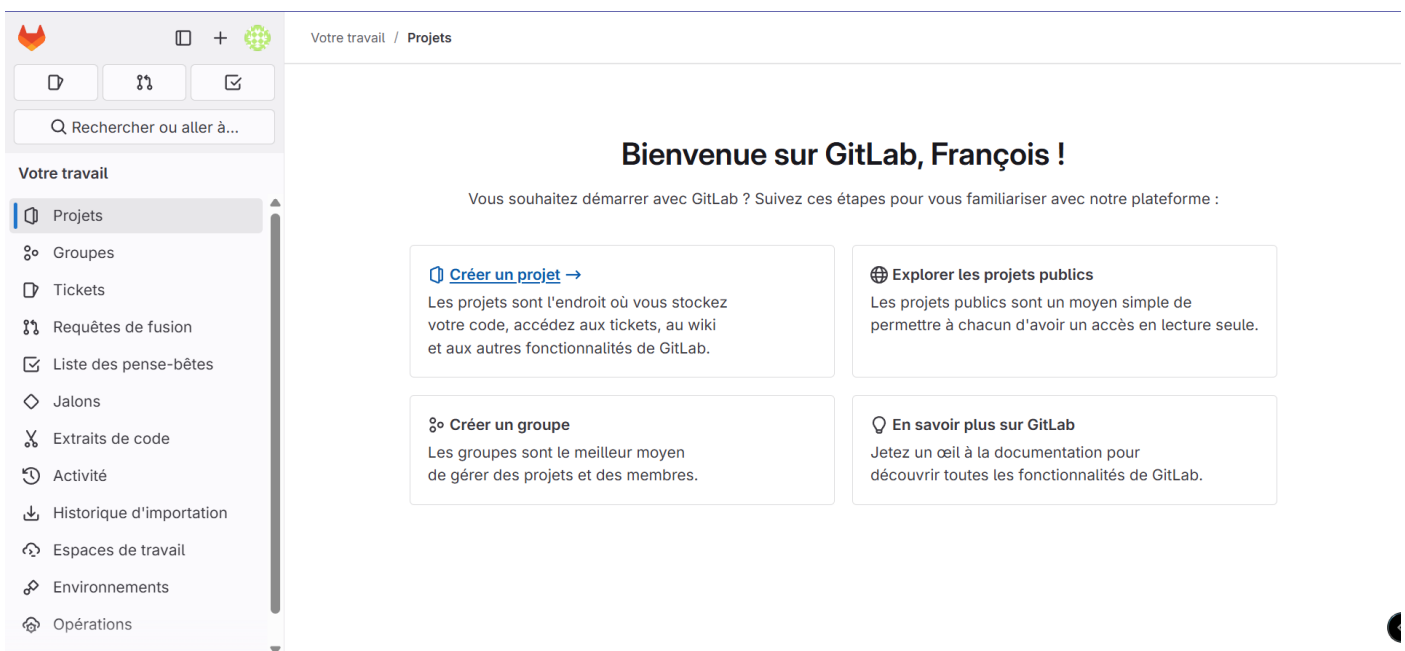 Votre travail / Projets
Rechercher ou aller à...
Votre travail
Projets
Groupes
Tickets
Requêtes de fusion
Liste des pense-bêtes
Jalons
Extraits de code
Activité
Historique d'importation
Espaces de travail
Environnements
Opérations
Bienvenue sur GitLab, François !
Vous souhaitez démarrer avec GitLab ? Suivez ces étapes pour vous familiariser avec notre plateforme :
Créer un projet →
Les projets sont l'endroit où vous stockez
votre code, accédez aux tickets, au wiki
et aux autres fonctionnalités de GitLab.
Explorer les projets publics
Les projets publics sont un moyen simple de
permettre à chacun d'avoir un accès en lecture seule.
Créer un groupe
Les groupes sont le meilleur moyen
de gérer des projets et des membres.
En savoir plus sur GitLab
Jetez un œil à la documentation pour
découvrir toutes les fonctionnalités de GitLab.